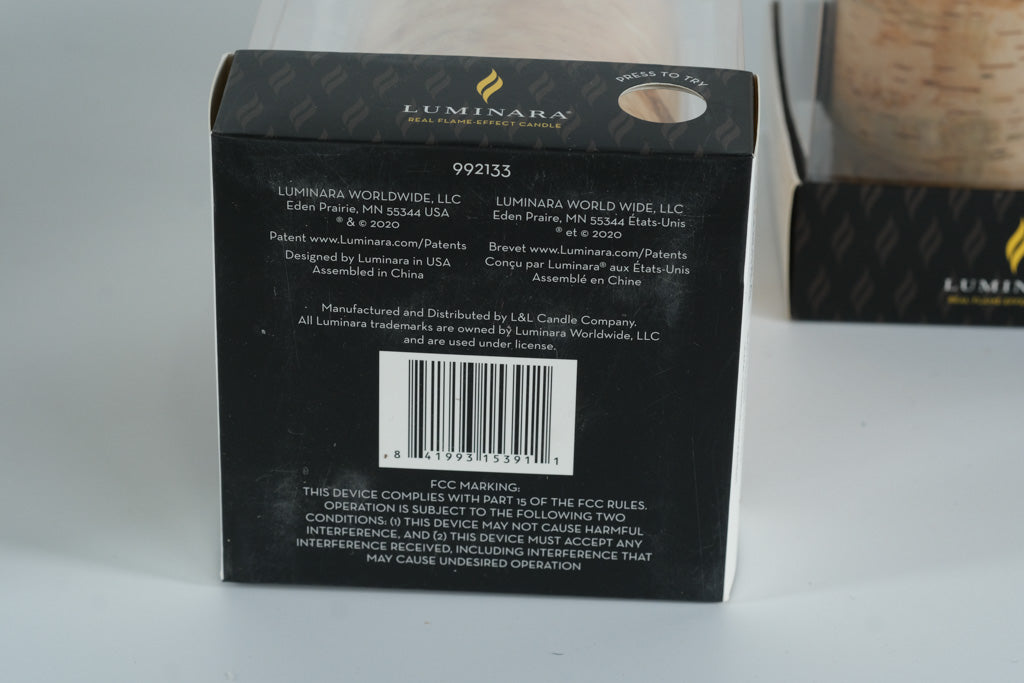 PRESS TO TRY
LUMINARA®
REAL FLAME-EFFECT CANDLE
992133
LUMINARA WORLDWIDE, LLC
Eden Prairie, MN 55344 USA
® & © 2020
Patent www.Luminara.com/Patents
Designed by Luminara in USA
Assembled in China
LUMINARA WORLD WIDE, LLC
Eden Praire, MN 55344 États-Unis
® et © 2020
Brevet www.Luminara.com/Patents
Conçu par Luminara® aux États-Unis
Assemblé en Chine
Manufactured and Distributed by L&L Candle Company.
All Luminara trademarks are owned by Luminara Worldwide, LLC
and are used under license.
8 41993 15391 1
FCC MARKING:
THIS DEVICE COMPLIES WITH PART 15 OF THE FCC RULES.
OPERATION IS SUBJECT TO THE FOLLOWING TWO
CONDITIONS: (1) THIS DEVICE MAY NOT CAUSE HARMFUL
INTERFERENCE, AND (2) THIS DEVICE MUST ACCEPT ANY
INTERFERENCE RECEIVED, INCLUDING INTERFERENCE THAT
MAY CAUSE UNDESIRED OPERATION
LUMIN
REAL FLAME-EFFE